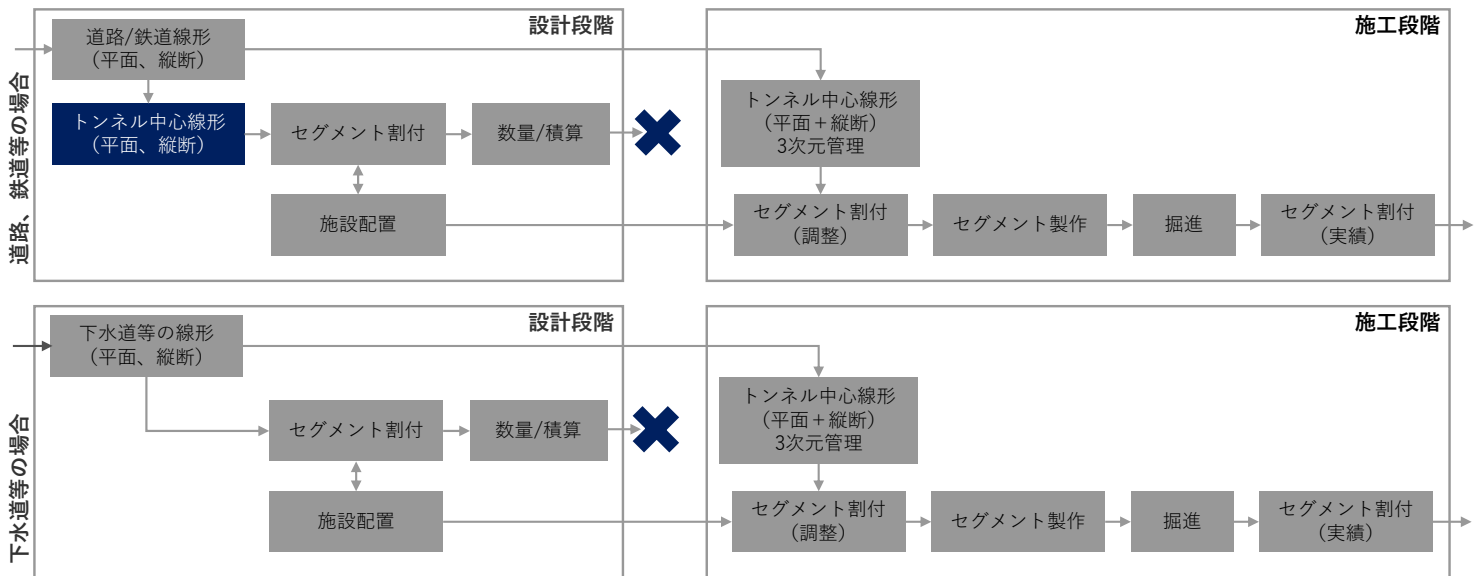 道路、鉄道等の場合
設計段階
道路/鉄道線形
（平面、縦断）
トンネル中心線形
（平面、縦断）
セグメント割付
数量/積算
施設配置
施工段階
トンネル中心線形
（平面＋縦断）
3次元管理
セグメント割付
（調整）
セグメント製作
掘進
セグメント割付
（実績）
下水道等の場合
設計段階
下水道等の線形
（平面、縦断）
セグメント割付
数量/積算
施設配置
施工段階
トンネル中心線形
（平面＋縦断）
3次元管理
セグメント割付
（調整）
セグメント製作
掘進
セグメント割付
（実績）